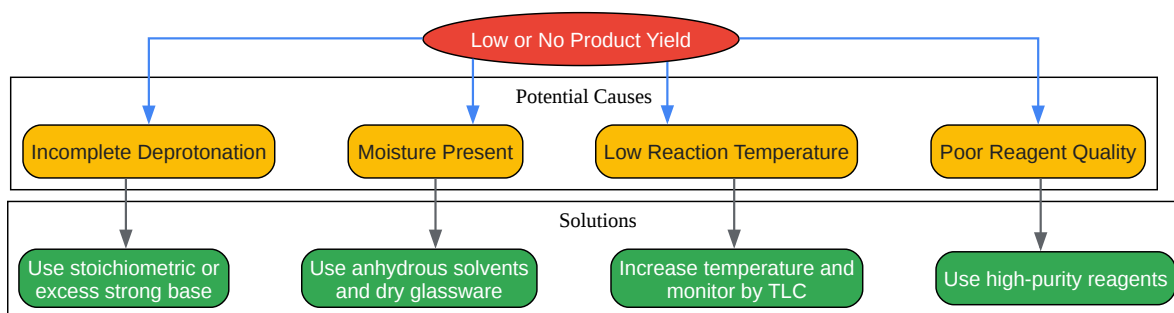 Low or No Product Yield
Potential Causes
Incomplete Deprotonation
Moisture Present
Low Reaction Temperature
Poor Reagent Quality
Solutions
Use stoichiometric or
excess strong base
Use anhydrous solvents
and dry glassware
Increase temperature and
monitor by TLC
Use high-purity reagents